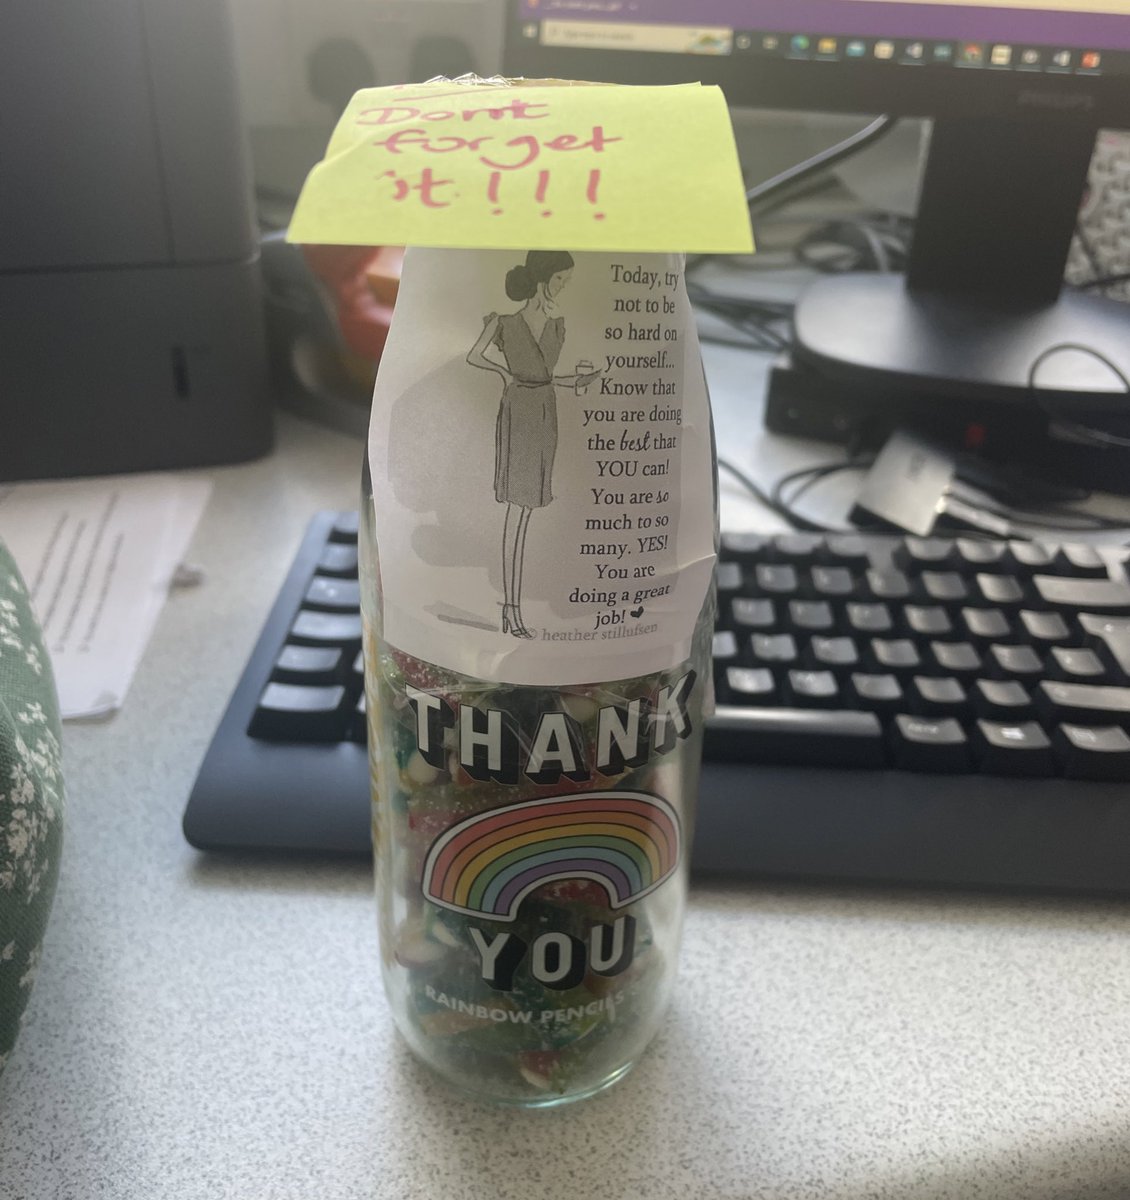 Don't
forget
it!!!
Today, try
not to be
so hard on
yourself...
Know that
you are doing
the best that
YOU can!
You are so
much to so
many. YES!
You are
doing a great
job! ♥
© heather stillufsen
THANK
YOU
RAINBOW PENCILS
PHILIPS